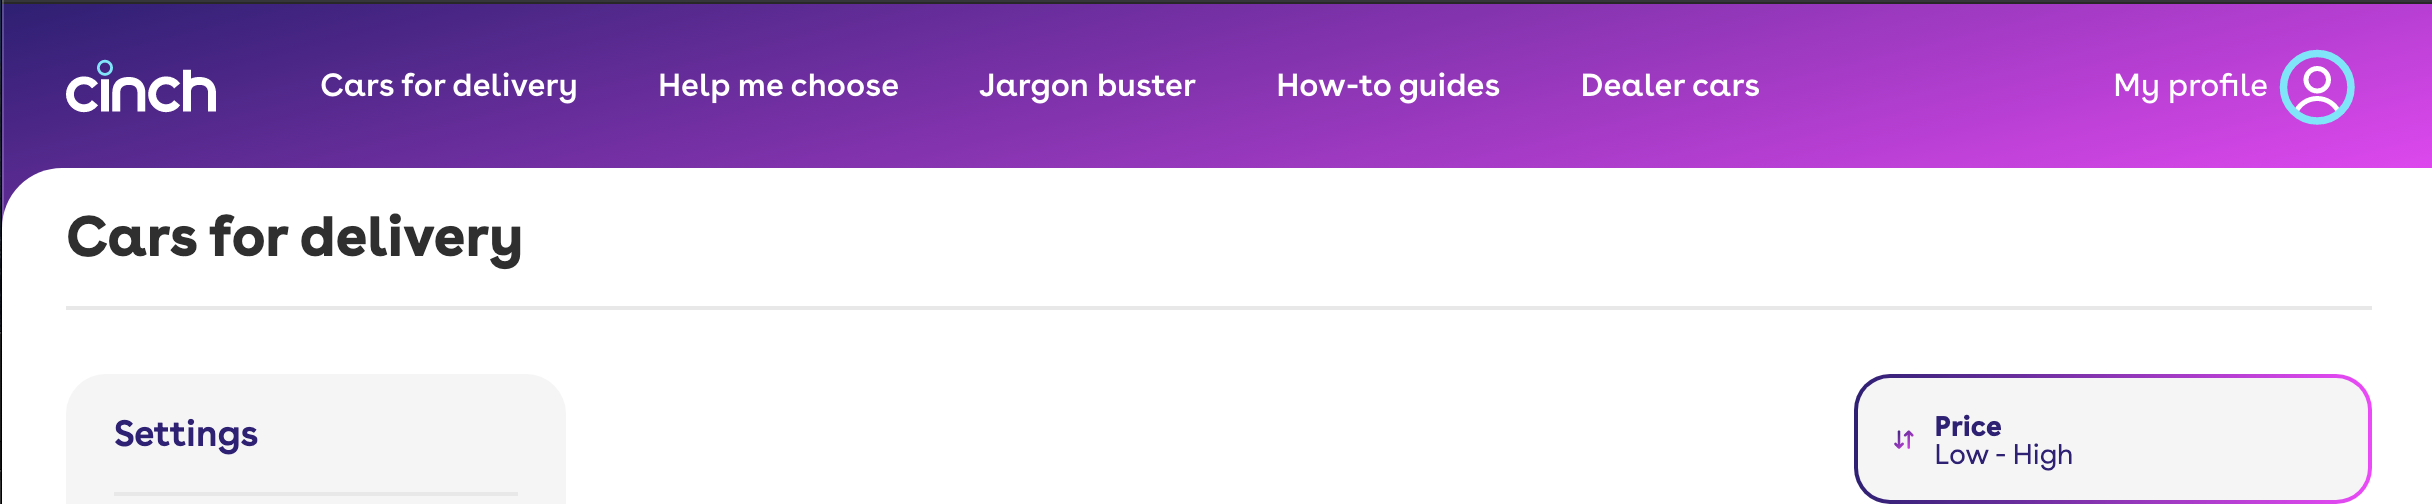 cinch
Cars for delivery
Help me choose
Jargon buster
How-to guides
Dealer cars
My profile
Cars for delivery
Settings
Price
Low - High